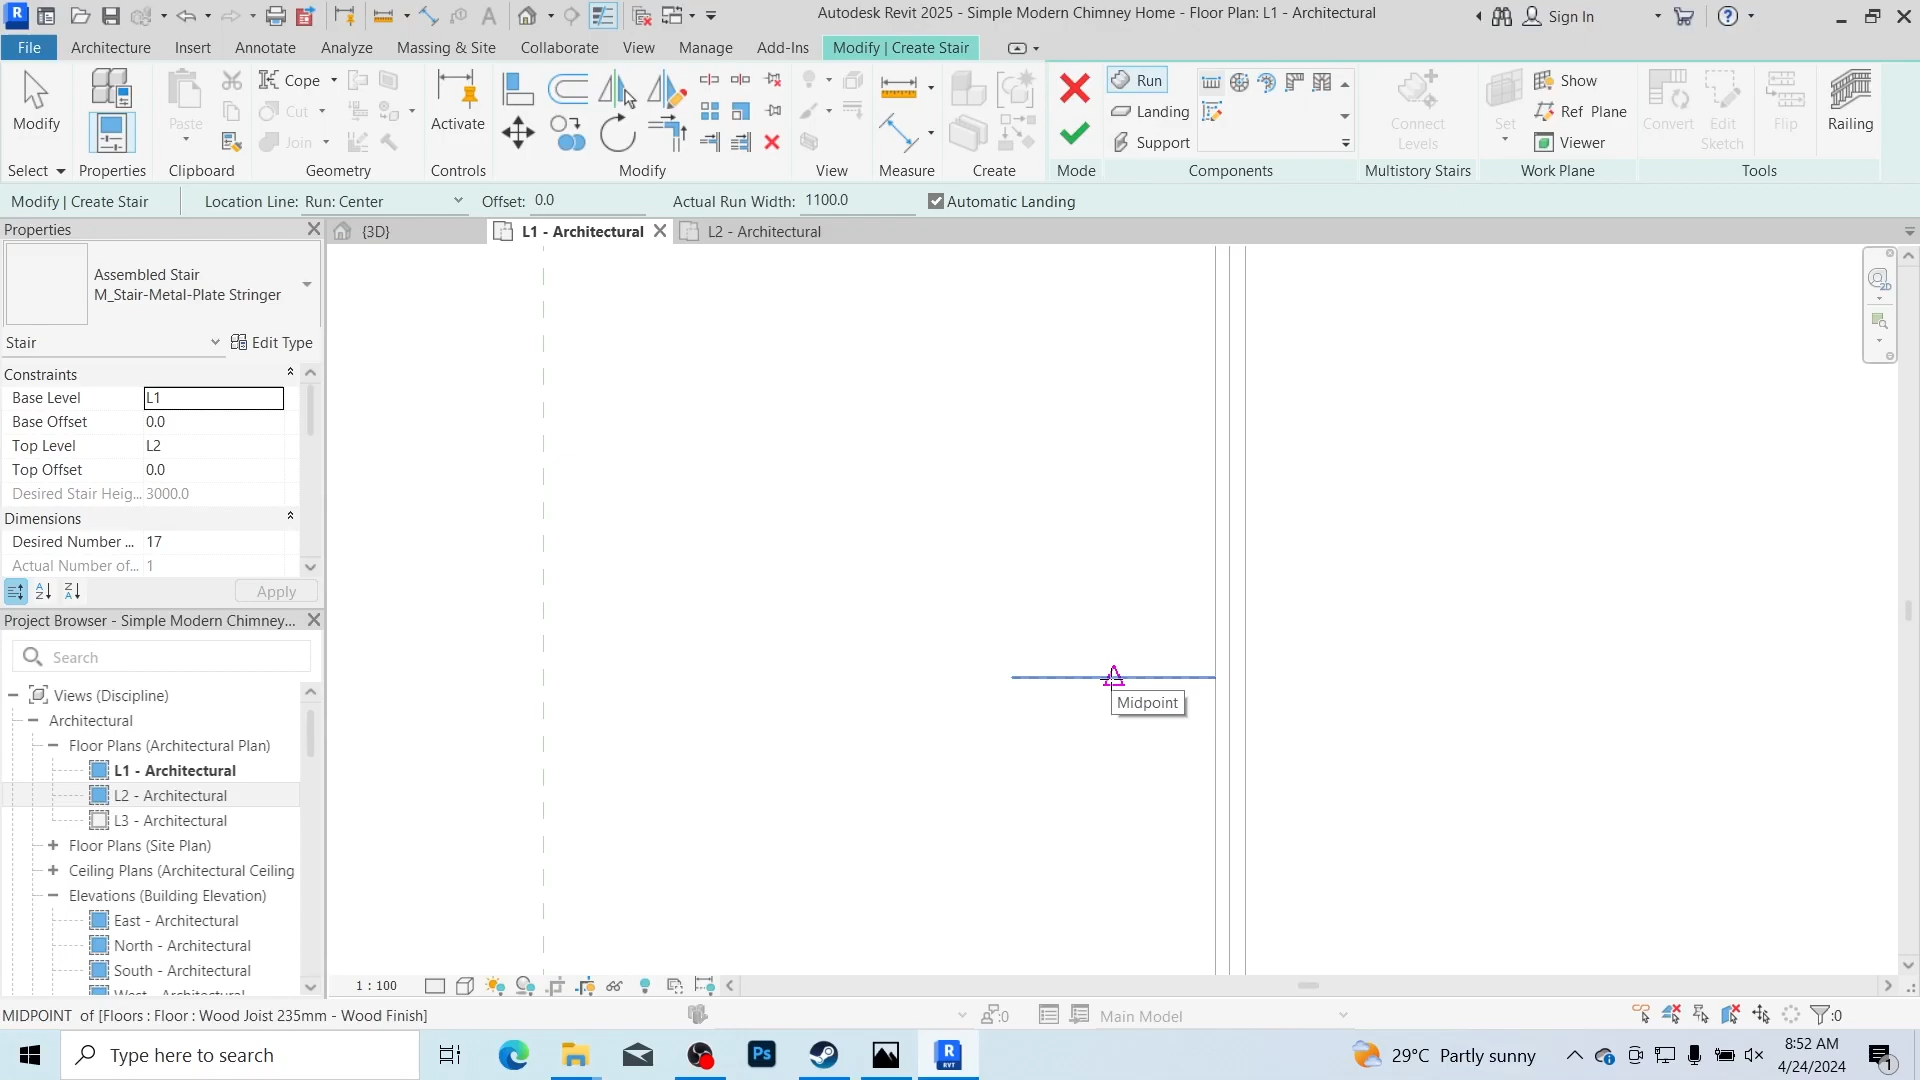 Autodesk Revit 2025 - Simple Modern Chimney Home - Floor Plan: L1 - Architectural
Sign In
File Architecture Insert Annotate Analyze Massing & Site Collaborate View Manage Add-Ins Modify | Create Stair
Modify
Paste
Cope
Cut
Join
Activate
Run
Landing
Support
Connect Levels
Set
Show
Ref Plane
Viewer
Convert
Edit Sketch
Flip
Railing
Select Properties Clipboard Geometry Controls Modify View Measure Create Mode Components Multistory Stairs Work Plane Tools
Modify | Create Stair Location Line: Run: Center Offset: 0.0 Actual Run Width: 1100.0 Automatic Landing
Properties
{3D} L1 - Architectural L2 - Architectural
Assembled Stair
M_Stair-Metal-Plate Stringer
Stair Edit Type
Constraints
Base Level L1
Base Offset 0.0
Top Level L2
Top Offset 0.0
Desired Stair Heig... 3000.0
Dimensions
Desired Number ... 17
Actual Number of... 1
Apply
Project Browser - Simple Modern Chimney...
Search
Views (Discipline)
Architectural
Floor Plans (Architectural Plan)
L1 - Architectural
L2 - Architectural
L3 - Architectural
Floor Plans (Site Plan)
Ceiling Plans (Architectural Ceiling
Elevations (Building Elevation)
East - Architectural
North - Architectural
South - Architectural
West - Architectural
Midpoint
2D
1 : 100
MIDPOINT of [Floors : Floor : Wood Joist 235mm - Wood Finish]
:0
Main Model
:0
Type here to search
Ps
R
RVT
29°C Partly sunny
8:52 AM
4/24/2024
1